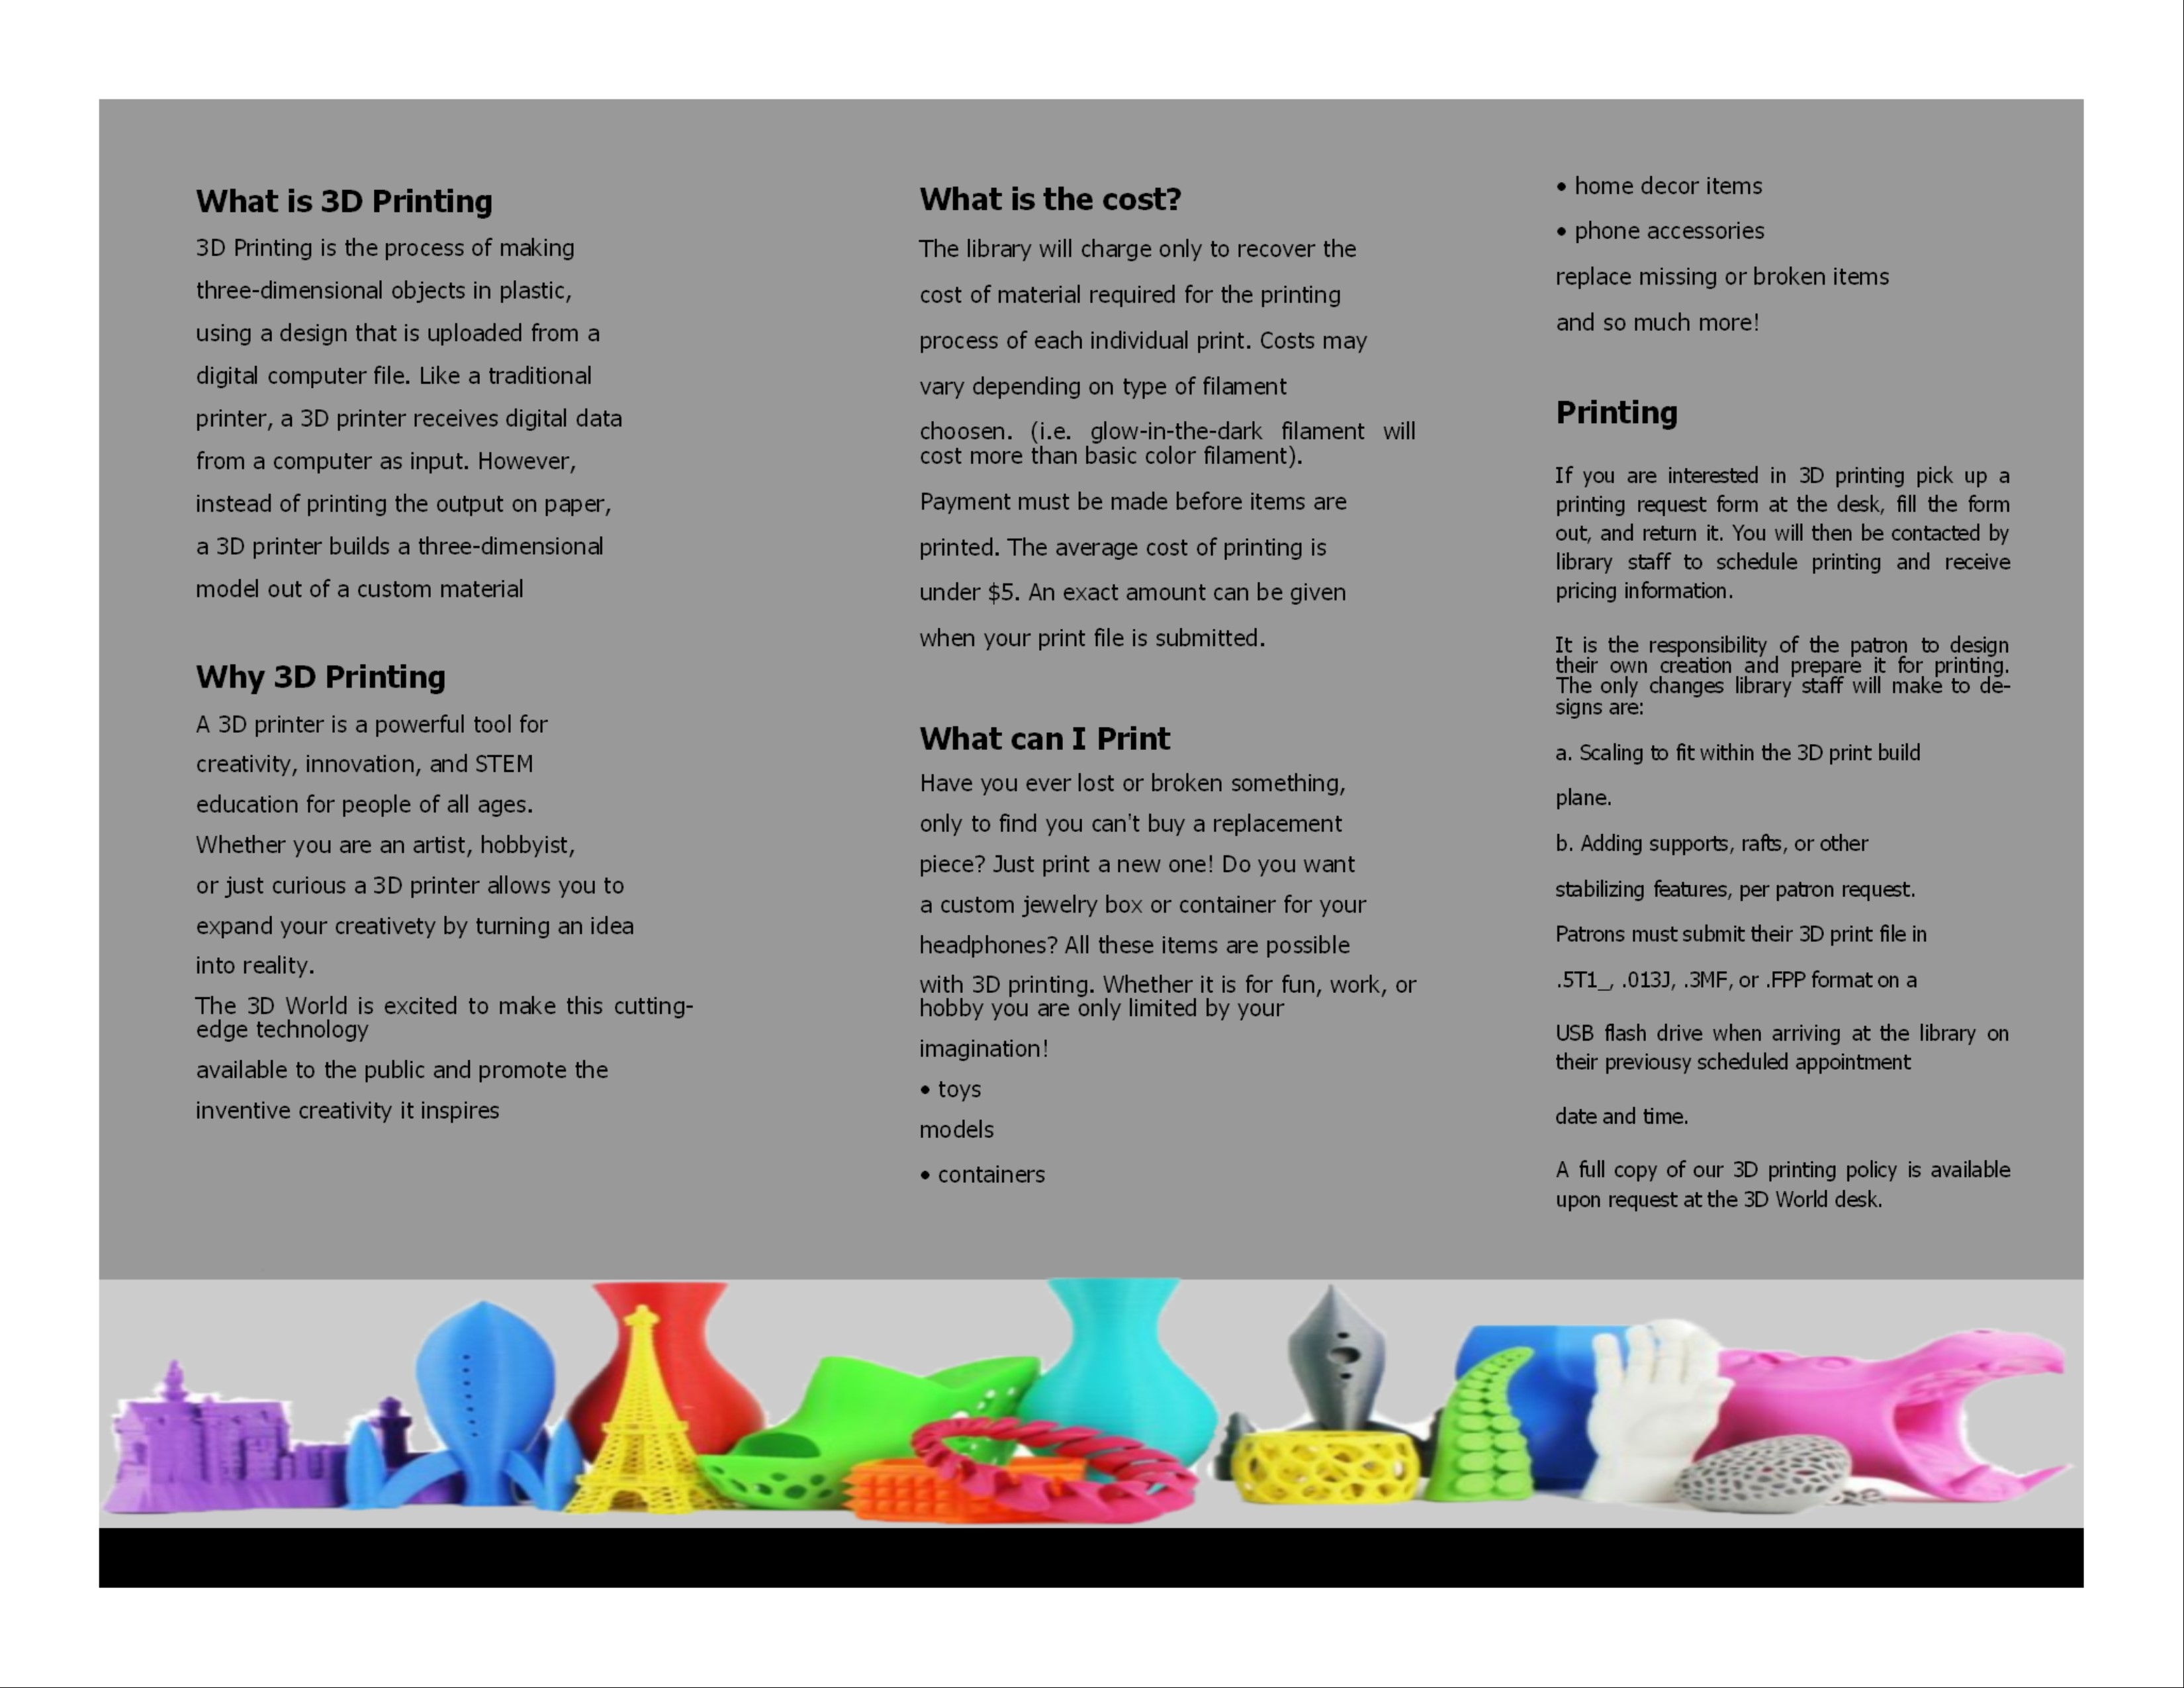 What is 3D Printing
3D Printing is the process of making
three-dimensional objects in plastic,
using a design that is uploaded from a
digital computer file. Like a traditional
printer, a 3D printer receives digital data
from a computer as input. However,
instead of printing the output on paper,
a 3D printer builds a three-dimensional
model out of a custom material
Why 3D Printing
A 3D printer is a powerful tool for
creativity, innovation, and STEM
education for people of all ages.
Whether you are an artist, hobbyist,
or just curious a 3D printer allows you to
expand your creativety by turning an idea
into reality.
The 3D World is excited to make this cutting-
edge technology
available to the public and promote the
inventive creativity it inspires
What is the cost?
The library will charge only to recover the
cost of material required for the printing
process of each individual print. Costs may
vary depending on type of filament
choosen. (i.e. glow-in-the-dark filament will
cost more than basic color filament).
Payment must be made before items are
printed. The average cost of printing is
under $5. An exact amount can be given
when your print file is submitted.
What can I Print
Have you ever lost or broken something,
only to find you can't buy a replacement
piece? Just print a new one! Do you want
a custom jewelry box or container for your
headphones? All these items are possible
with 3D printing. Whether it is for fun, work, or
hobby you are only limited by your
imagination!
• toys
models
• containers
• home decor items
• phone accessories
replace missing or broken items
and so much more!
Printing
If you are interested in 3D printing pick up a
printing request form at the desk, fill the form
out, and return it. You will then be contacted by
library staff to schedule printing and receive
pricing information.
It is the responsibility of the patron to design
their own creation and prepare it for printing.
The only changes library staff will make to de-
signs are:
a. Scaling to fit within the 3D print build
plane.
b. Adding supports, rafts, or other
stabilizing features, per patron request.
Patrons must submit their 3D print file in
.5T1_, .013J, .3MF, or .FPP format on a
USB flash drive when arriving at the library on
their previousy scheduled appointment
date and time.
A full copy of our 3D printing policy is available
upon request at the 3D World desk.